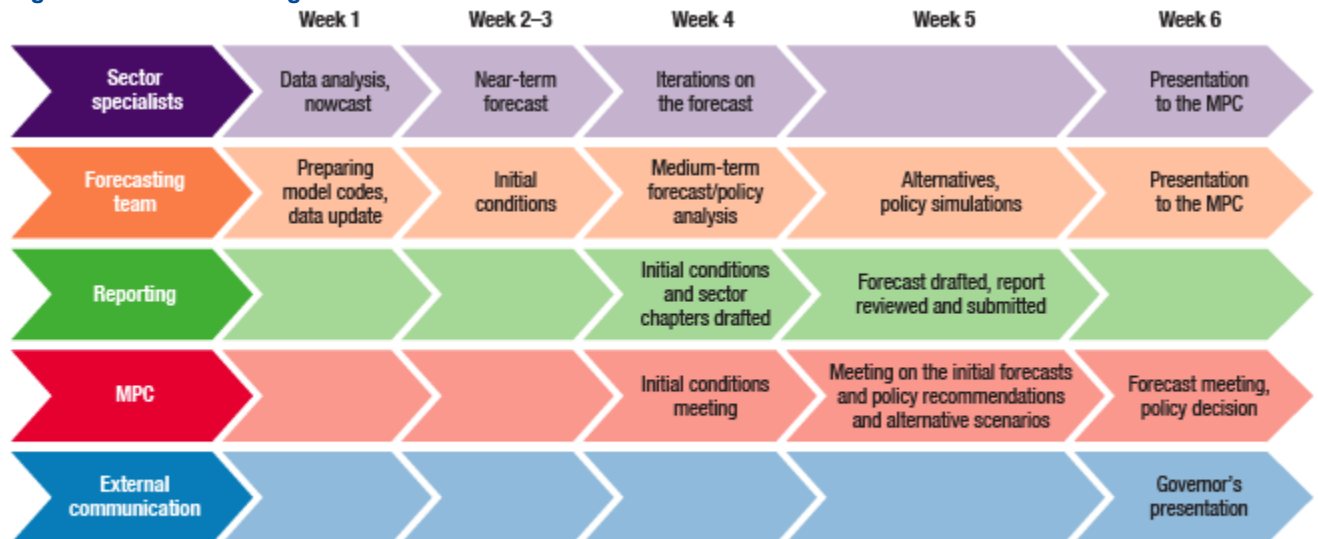 Week 1
Week 2–3
Week 4
Week 5
Week 6
Sector
specialists
Data analysis,
nowcast
Near-term
forecast
Iterations on
the forecast
Presentation
to the MPC
Forecasting
team
Preparing
model codes,
data update
Initial
conditions
Medium-term
forecast/policy
analysis
Alternatives,
policy simulations
Presentation
to the MPC
Reporting
Initial conditions
and sector
chapters drafted
Forecast drafted, report
reviewed and submitted
MPC
Initial conditions
meeting
Meeting on the initial forecasts
and policy recommendations
and alternative scenarios
Forecast meeting,
policy decision
External
communication
Governor's
presentation